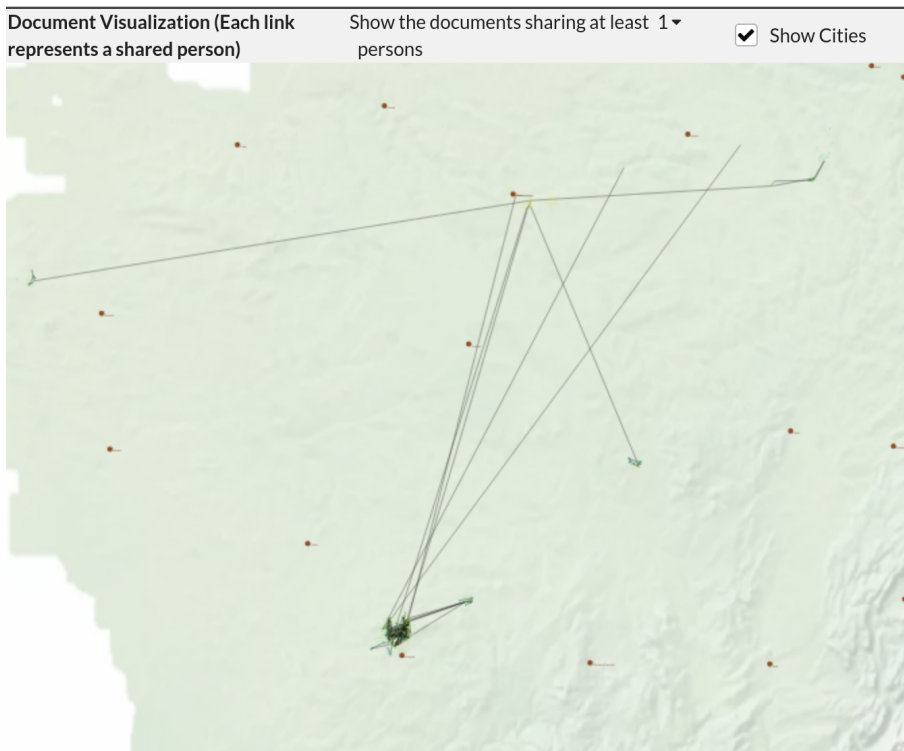 Document Visualization (Each link
represents a shared person)
Show the documents sharing at least 1
persons
Show Cities